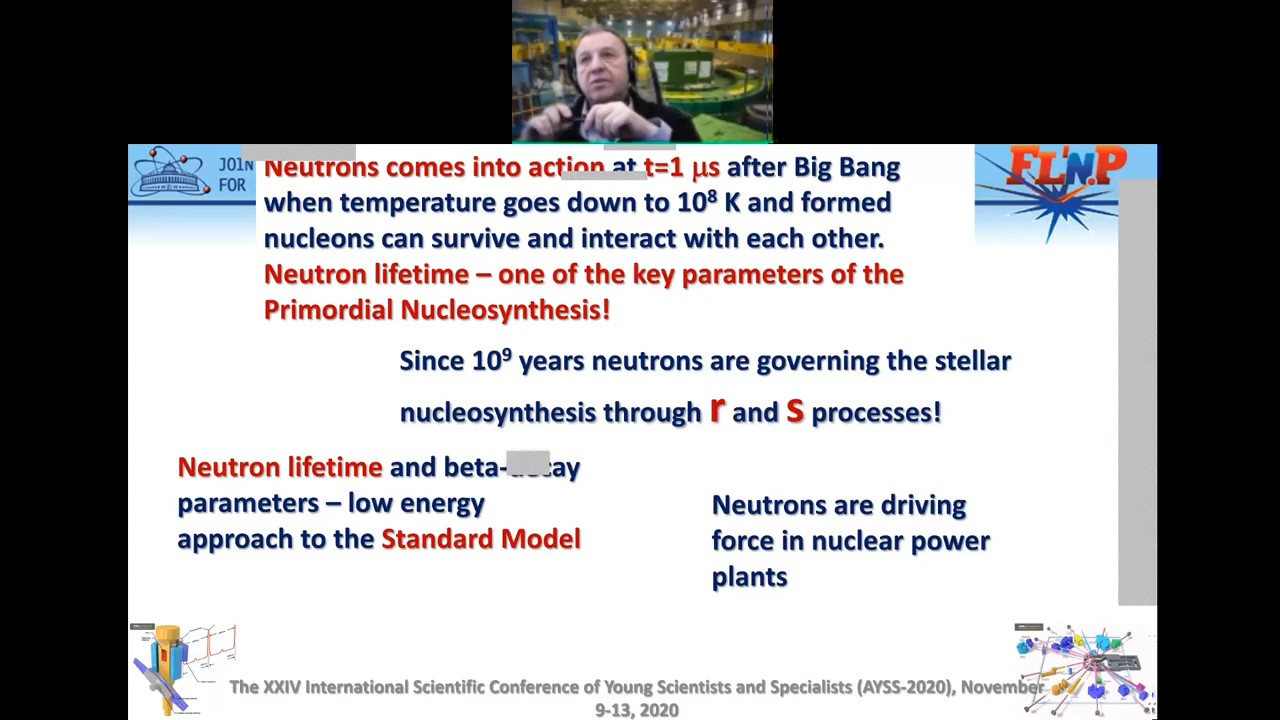 JOIN
FOR
FLNP
Neutrons comes into action at t=1 μs after Big Bang
when temperature goes down to 10⁸ K and formed
nucleons can survive and interact with each other.
Neutron lifetime – one of the key parameters of the
Primordial Nucleosynthesis!
Since 10⁹ years neutrons are governing the stellar
nucleosynthesis through r and s processes!
Neutron lifetime and beta-
parameters – low energy
approach to the Standard Model
Neutrons are driving
force in nuclear power
plants
The XXIV International Scientific Conference of Young Scientists and Specialists (AYSS-2020), November
9-13, 2020